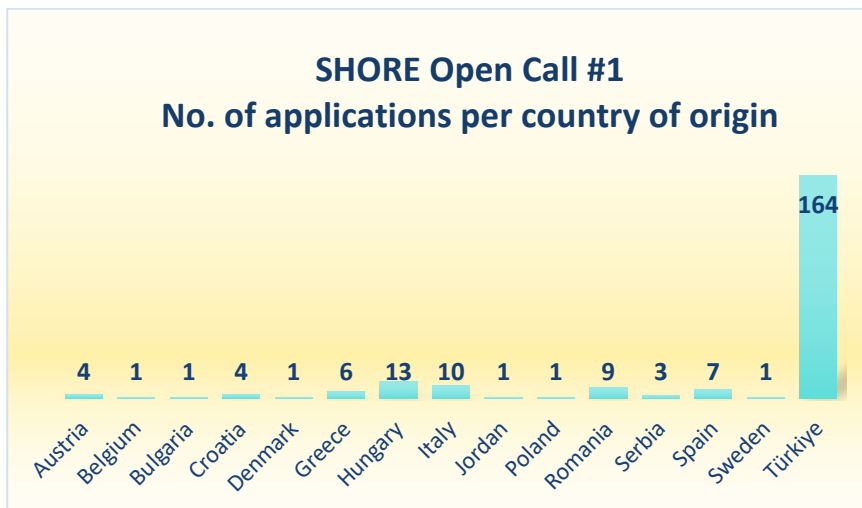 SHORE Open Call #1
No. of applications per country of origin
164
4 1 1 4 1 6 13 10 1 1 9 3 7 1
Austria Belgium Bulgaria Croatia Denmark Greece Hungary Italy Jordan Poland Romania Serbia Spain Sweden Türkiye